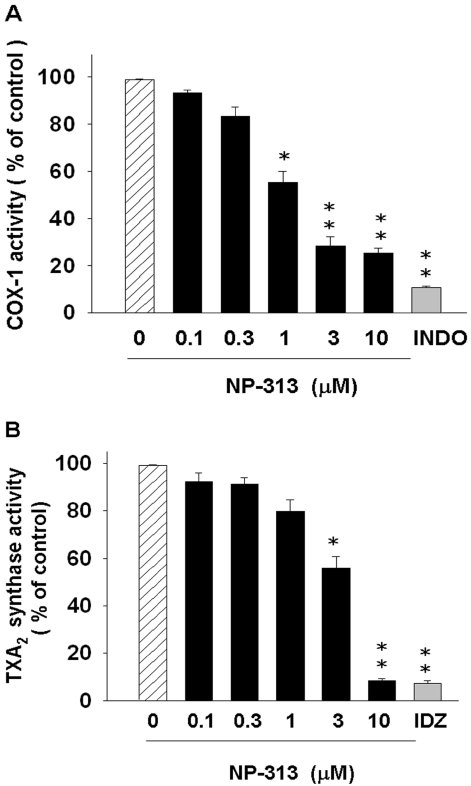 A
COX-1 activity ( % of control)
100
80
60
40
20
0
*
* *
* *
* *
0 0.1 0.3 1 3 10 INDO
NP-313 (μM)
B
TXA2 synthase activity
( % of control)
100
80
60
40
20
0
*
* *
* *
0 0.1 0.3 1 3 10 IDZ
NP-313 (μM)